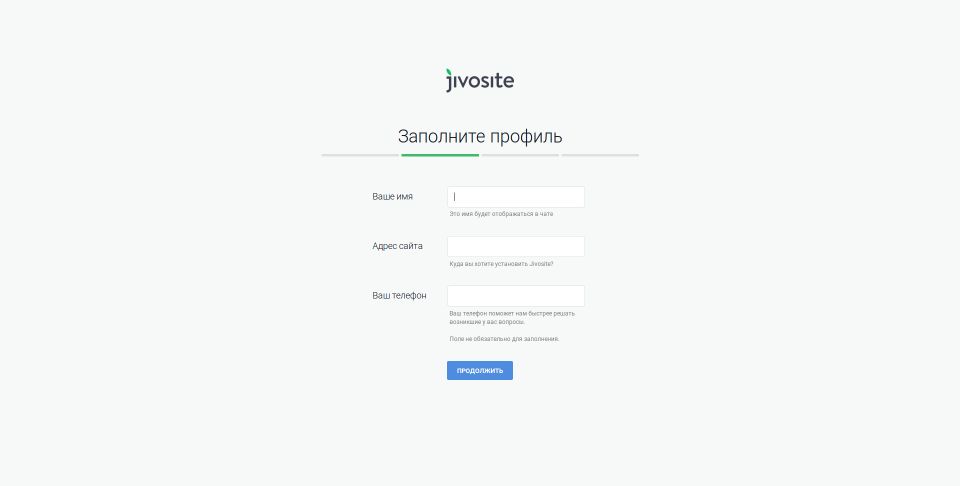 jivosite
Заполните профиль
Ваше имя
Это имя будет отображаться в чате
Адрес сайта
Куда вы хотите установить Jivosite?
Ваш телефон
Ваш телефон поможет нам быстрее решать
возникшие у вас вопросы.
Поле не обязательно для заполнения.
ПРОДОЛЖИТЬ